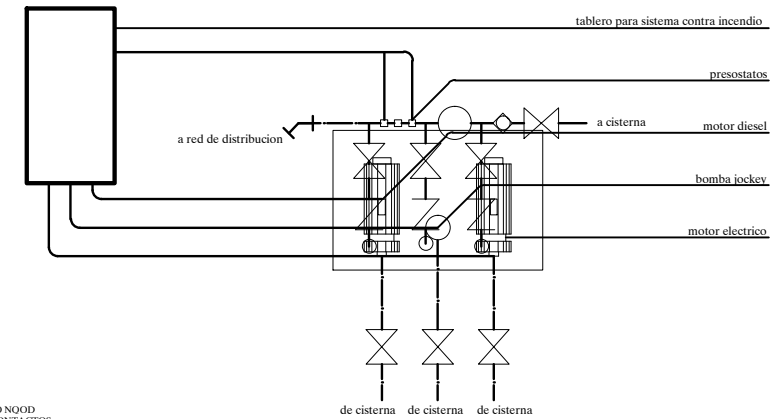 tablero para sistema contra incendio
presostatos
a cisterna
motor diesel
a red de distribucion
bomba jockey
motor electrico
NQOD
de cisterna de cisterna de cisterna